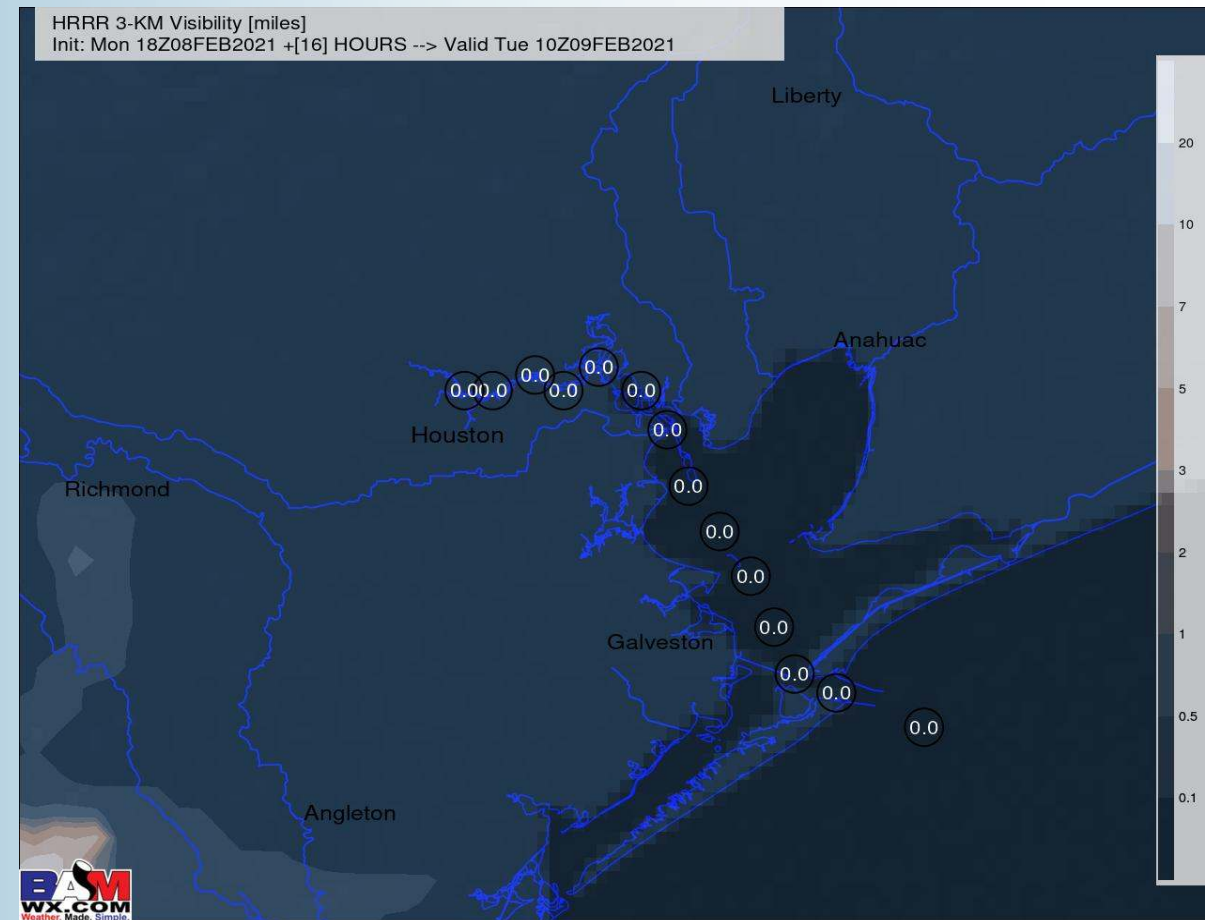 HRRR 3-KM Visibility [miles]
Init: Mon 18Z08FEB2021 +[16] HOURS --> Valid Tue 10Z09FEB2021
Liberty
20
10
7
Anahuac
0.0
0.0
0.0
0.0
0.0
0.0
5
0.0
Houston
3
Richmond
0.0
0.0
2
0.0
0.0
1
Galveston
0.0
0.0
0.5
0.0
0.1
Angleton
BAM
WX.COM
Weather. Made. Simple.